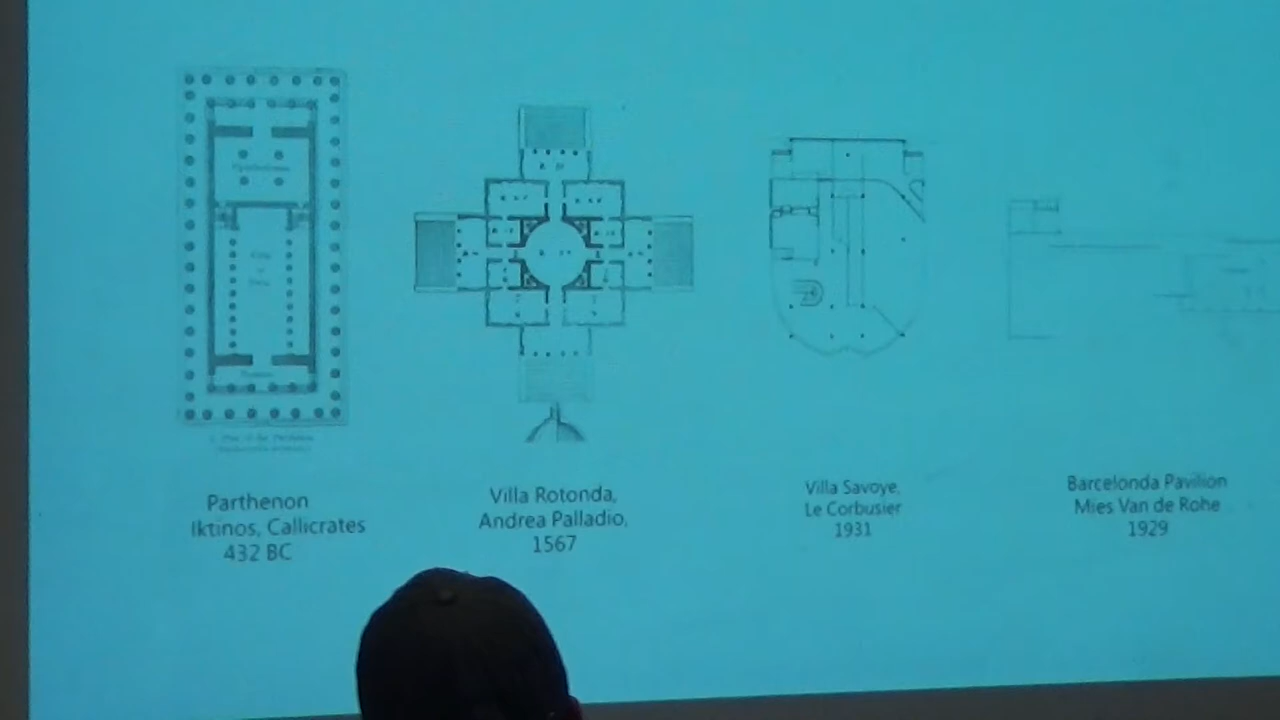 Parthenon
Iktinos, Callicrates
432 BC
Villa Rotonda,
Andrea Palladio,
1567
Villa Savoye,
Le Corbusier
1931
Barcelonda Pavilion
Mies Van de Rohe
1929